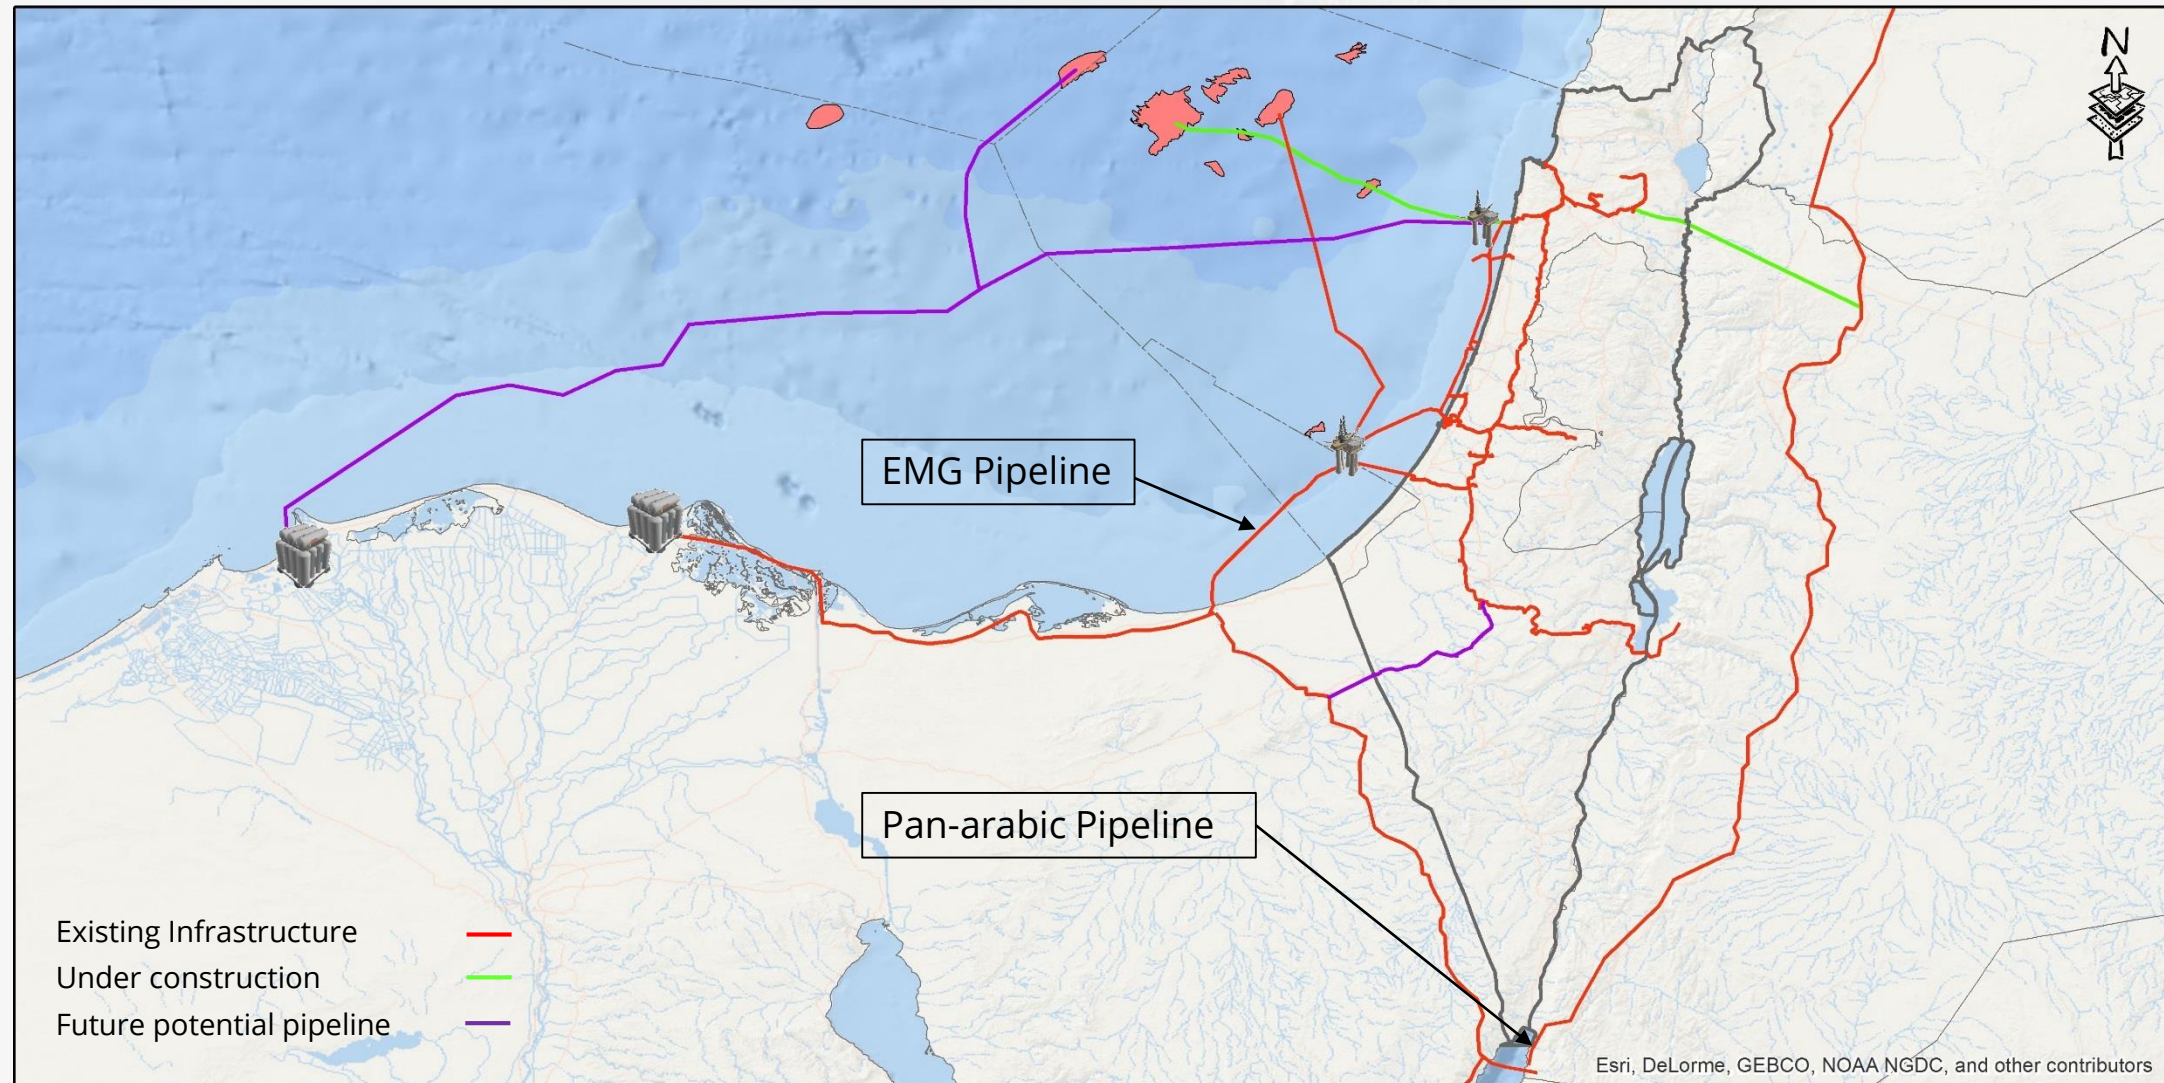 N
EMG Pipeline
Pan-arabic Pipeline
Existing Infrastructure
Under construction
Future potential pipeline
Esri, DeLorme, GEBCO, NOAA NGDC, and other contributors